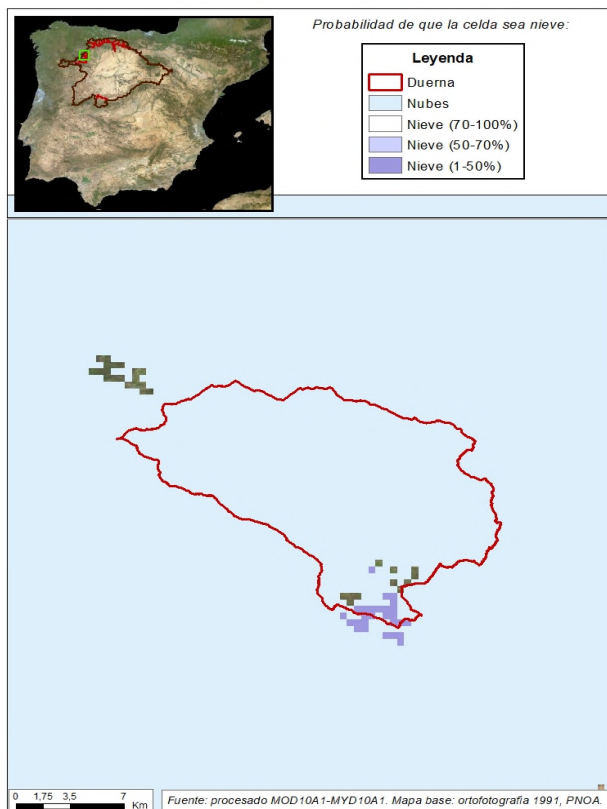 Probabilidad de que la celda sea nieve:
Leyenda
Duerna
Nubes
Nieve (70-100%)
Nieve (50-70%)
Nieve (1-50%)
0 1,75 3,5 7
Km
Fuente: procesado MOD10A1-MYD10A1. Mapa base: ortofotografia 1991, PNOA